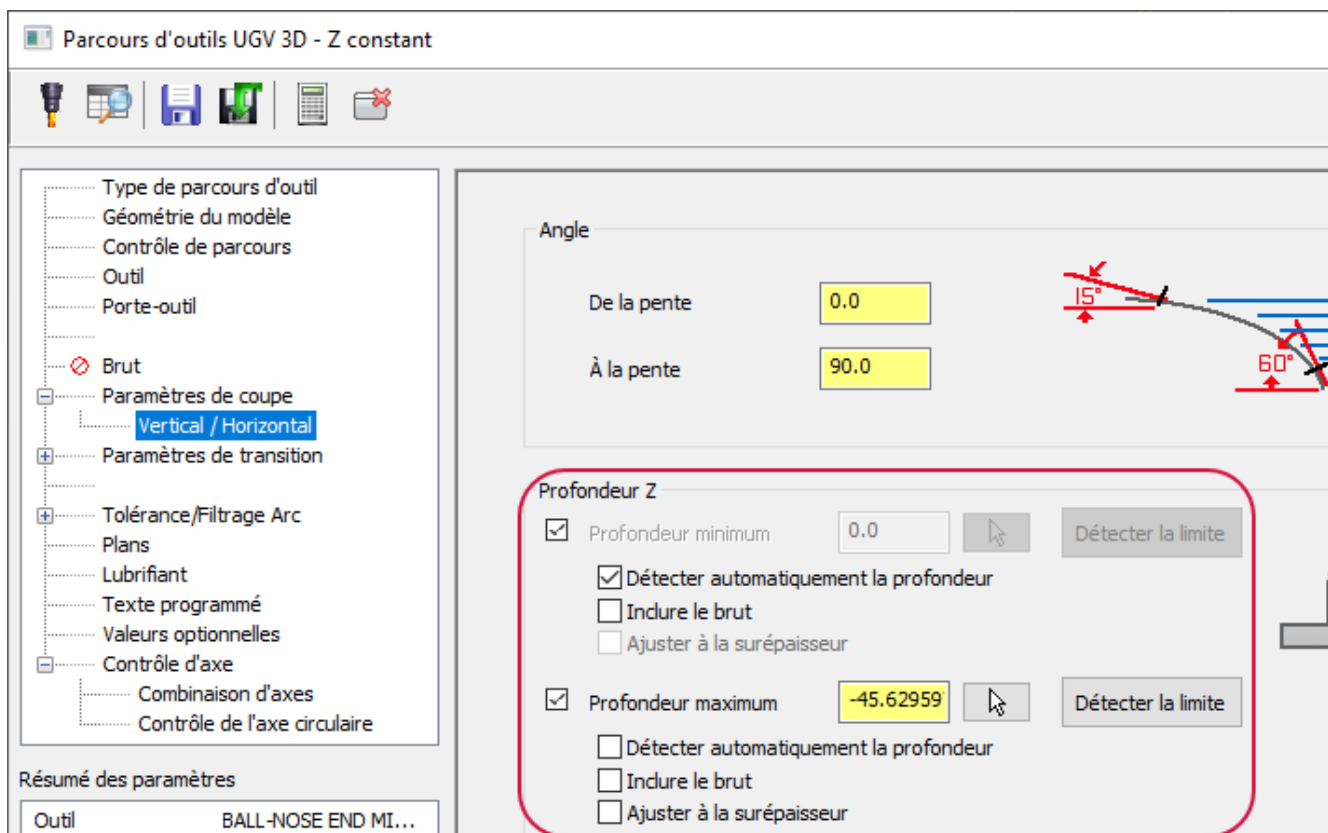 Parcours d'outils UGV 3D - Z constant
Type de parcours d'outil
Géométrie du modèle
Contrôle de parcours
Outil
Porte-outil
Brut
Paramètres de coupe
Vertical / Horizontal
Paramètres de transition
Tolérance/Filtrage Arc
Plans
Lubrifiant
Texte programmé
Valeurs optionnelles
Contrôle d'axe
Combinaison d'axes
Contrôle de l'axe circulaire
Résumé des paramètres
Outil BALL-NOSE END MI...
Angle
De la pente 0.0
À la pente 90.0
15°
60°
Profondeur Z
Profondeur minimum 0.0 Détecter la limite
Détecter automatiquement la profondeur
Inclure le brut
Ajuster à la surépaisseur
Profondeur maximum -45.62959 Détecter la limite
Détecter automatiquement la profondeur
Inclure le brut
Ajuster à la surépaisseur